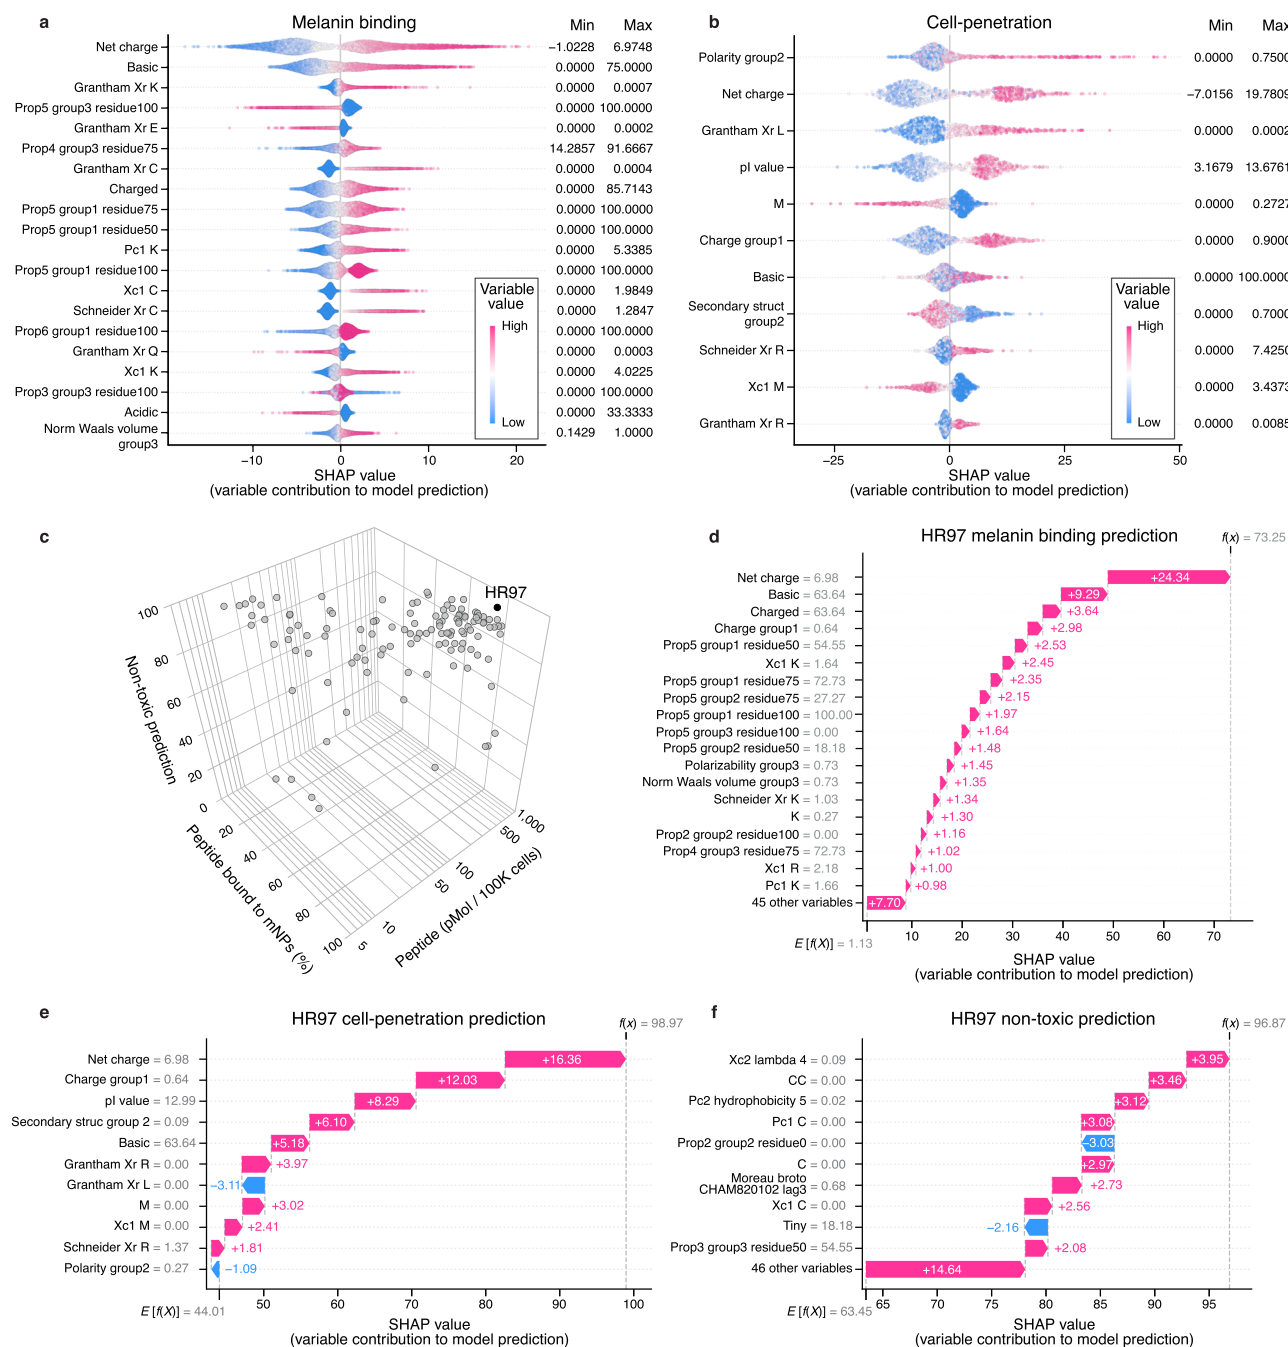 a
Melanin binding
Min Max
Net charge −1.0228 6.9748
Basic 0.0000 75.0000
Grantham Xr K 0.0000 0.0007
Prop5 group3 residue100 0.0000 100.0000
Grantham Xr E 0.0000 0.0002
Prop4 group3 residue75 14.2857 91.6667
Grantham Xr C 0.0000 0.0004
Charged 0.0000 85.7143
Prop5 group1 residue75 0.0000 100.0000
Prop5 group1 residue50 0.0000 100.0000
Pc1 K 0.0000 5.3385
Prop5 group1 residue100 0.0000 100.0000
Xc1 C 0.0000 1.9849
Schneider Xr C 0.0000 1.2847
Prop6 group1 residue100 0.0000 100.0000
Grantham Xr Q 0.0000 0.0003
Xc1 K 0.0000 4.0225
Prop3 group3 residue100 0.0000 100.0000
Acidic 0.0000 33.3333
Norm Waals volume
group3
0.1429 1.0000
Variable
value
High
Low
−10 0 10 20
SHAP value
(variable contribution to model prediction)
b
Cell-penetration
Min Max
Polarity group2 0.0000 0.7500
Net charge −7.0156 19.7809
Grantham Xr L 0.0000 0.0002
pI value 3.1679 13.6761
M 0.0000 0.2727
Charge group1 0.0000 0.9000
Basic 0.0000 100.0000
Secondary struct
group2
0.0000 0.7000
Schneider Xr R 0.0000 7.4250
Xc1 M 0.0000 3.4373
Grantham Xr R 0.0000 0.0085
Variable
value
High
Low
−25 0 25 50
SHAP value
(variable contribution to model prediction)
c
HR97
Non-toxic prediction
100
80
60
40
20
0
Peptide bound to mNPs (%)
20
40
60
80
100
Peptide (pMol / 100K cells)
5
10
50
100
500
1,000
d
HR97 melanin binding prediction
f(x) = 73.25
Net charge = 6.98 +24.34
Basic = 63.64 +9.29
Charged = 63.64 +3.64
Charge group1 = 0.64 +2.98
Prop5 group1 residue50 = 54.55 +2.53
Xc1 K = 1.64 +2.45
Prop5 group1 residue75 = 72.73 +2.35
Prop5 group2 residue75 = 27.27 +2.15
Prop5 group1 residue100 = 100.00 +1.97
Prop5 group3 residue100 = 0.00 +1.64
Prop5 group2 residue50 = 18.18 +1.48
Polarizability group3 = 0.73 +1.45
Norm Waals volume group3 = 0.73 +1.35
Schneider Xr K = 1.03 +1.34
K = 0.27 +1.30
Prop2 group2 residue100 = 0.00 +1.16
Prop4 group3 residue75 = 72.73 +1.02
Xc1 R = 2.18 +1.00
Pc1 K = 1.66 +0.98
45 other variables +7.70
10 20 30 40 50 60 70
E [f(X)] = 1.13
SHAP value
(variable contribution to model prediction)
e
HR97 cell-penetration prediction
f(x) = 98.97
Net charge = 6.98 +16.36
Charge group1 = 0.64 +12.03
pI value = 12.99 +8.29
Secondary struc group 2 = 0.09 +6.10
Basic = 63.64 +5.18
Grantham Xr R = 0.00 +3.97
Grantham Xr L = 0.00 −3.11
M = 0.00 +3.02
Xc1 M = 0.00 +2.41
Schneider Xr R = 1.37 +1.81
Polarity group2 = 0.27 −1.09
50 60 70 80 90 100
E [f(X)] = 44.01
SHAP value
(variable contribution to model prediction)
f
HR97 non-toxic prediction
f(x) = 96.87
Xc2 lambda 4 = 0.09 +3.95
CC = 0.00 +3.46
Pc2 hydrophobicity 5 = 0.02 +3.12
Pc1 C = 0.00 +3.08
Prop2 group2 residue0 = 0.00 −3.03
C = 0.00 +2.97
Moreau broto
CHAM820102 lag3 = 0.68 +2.73
Xc1 C = 0.00 +2.56
Tiny = 18.18 −2.16
Prop3 group3 residue50 = 54.55 +2.08
46 other variables +14.64
65 70 75 80 85 90 95
E [f(X)] = 63.45
SHAP value
(variable contribution to model prediction)